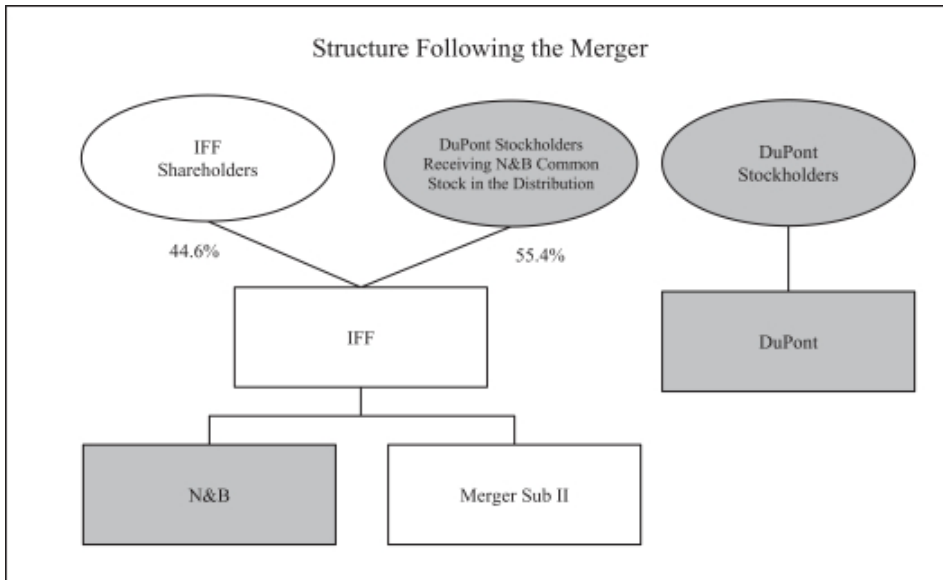 Structure Following the Merger
IFF
Shareholders
DuPont Stockholders
Receiving N&B Common
Stock in the Distribution
DuPont
Stockholders
44.6%
55.4%
IFF
DuPont
N&B
Merger Sub II